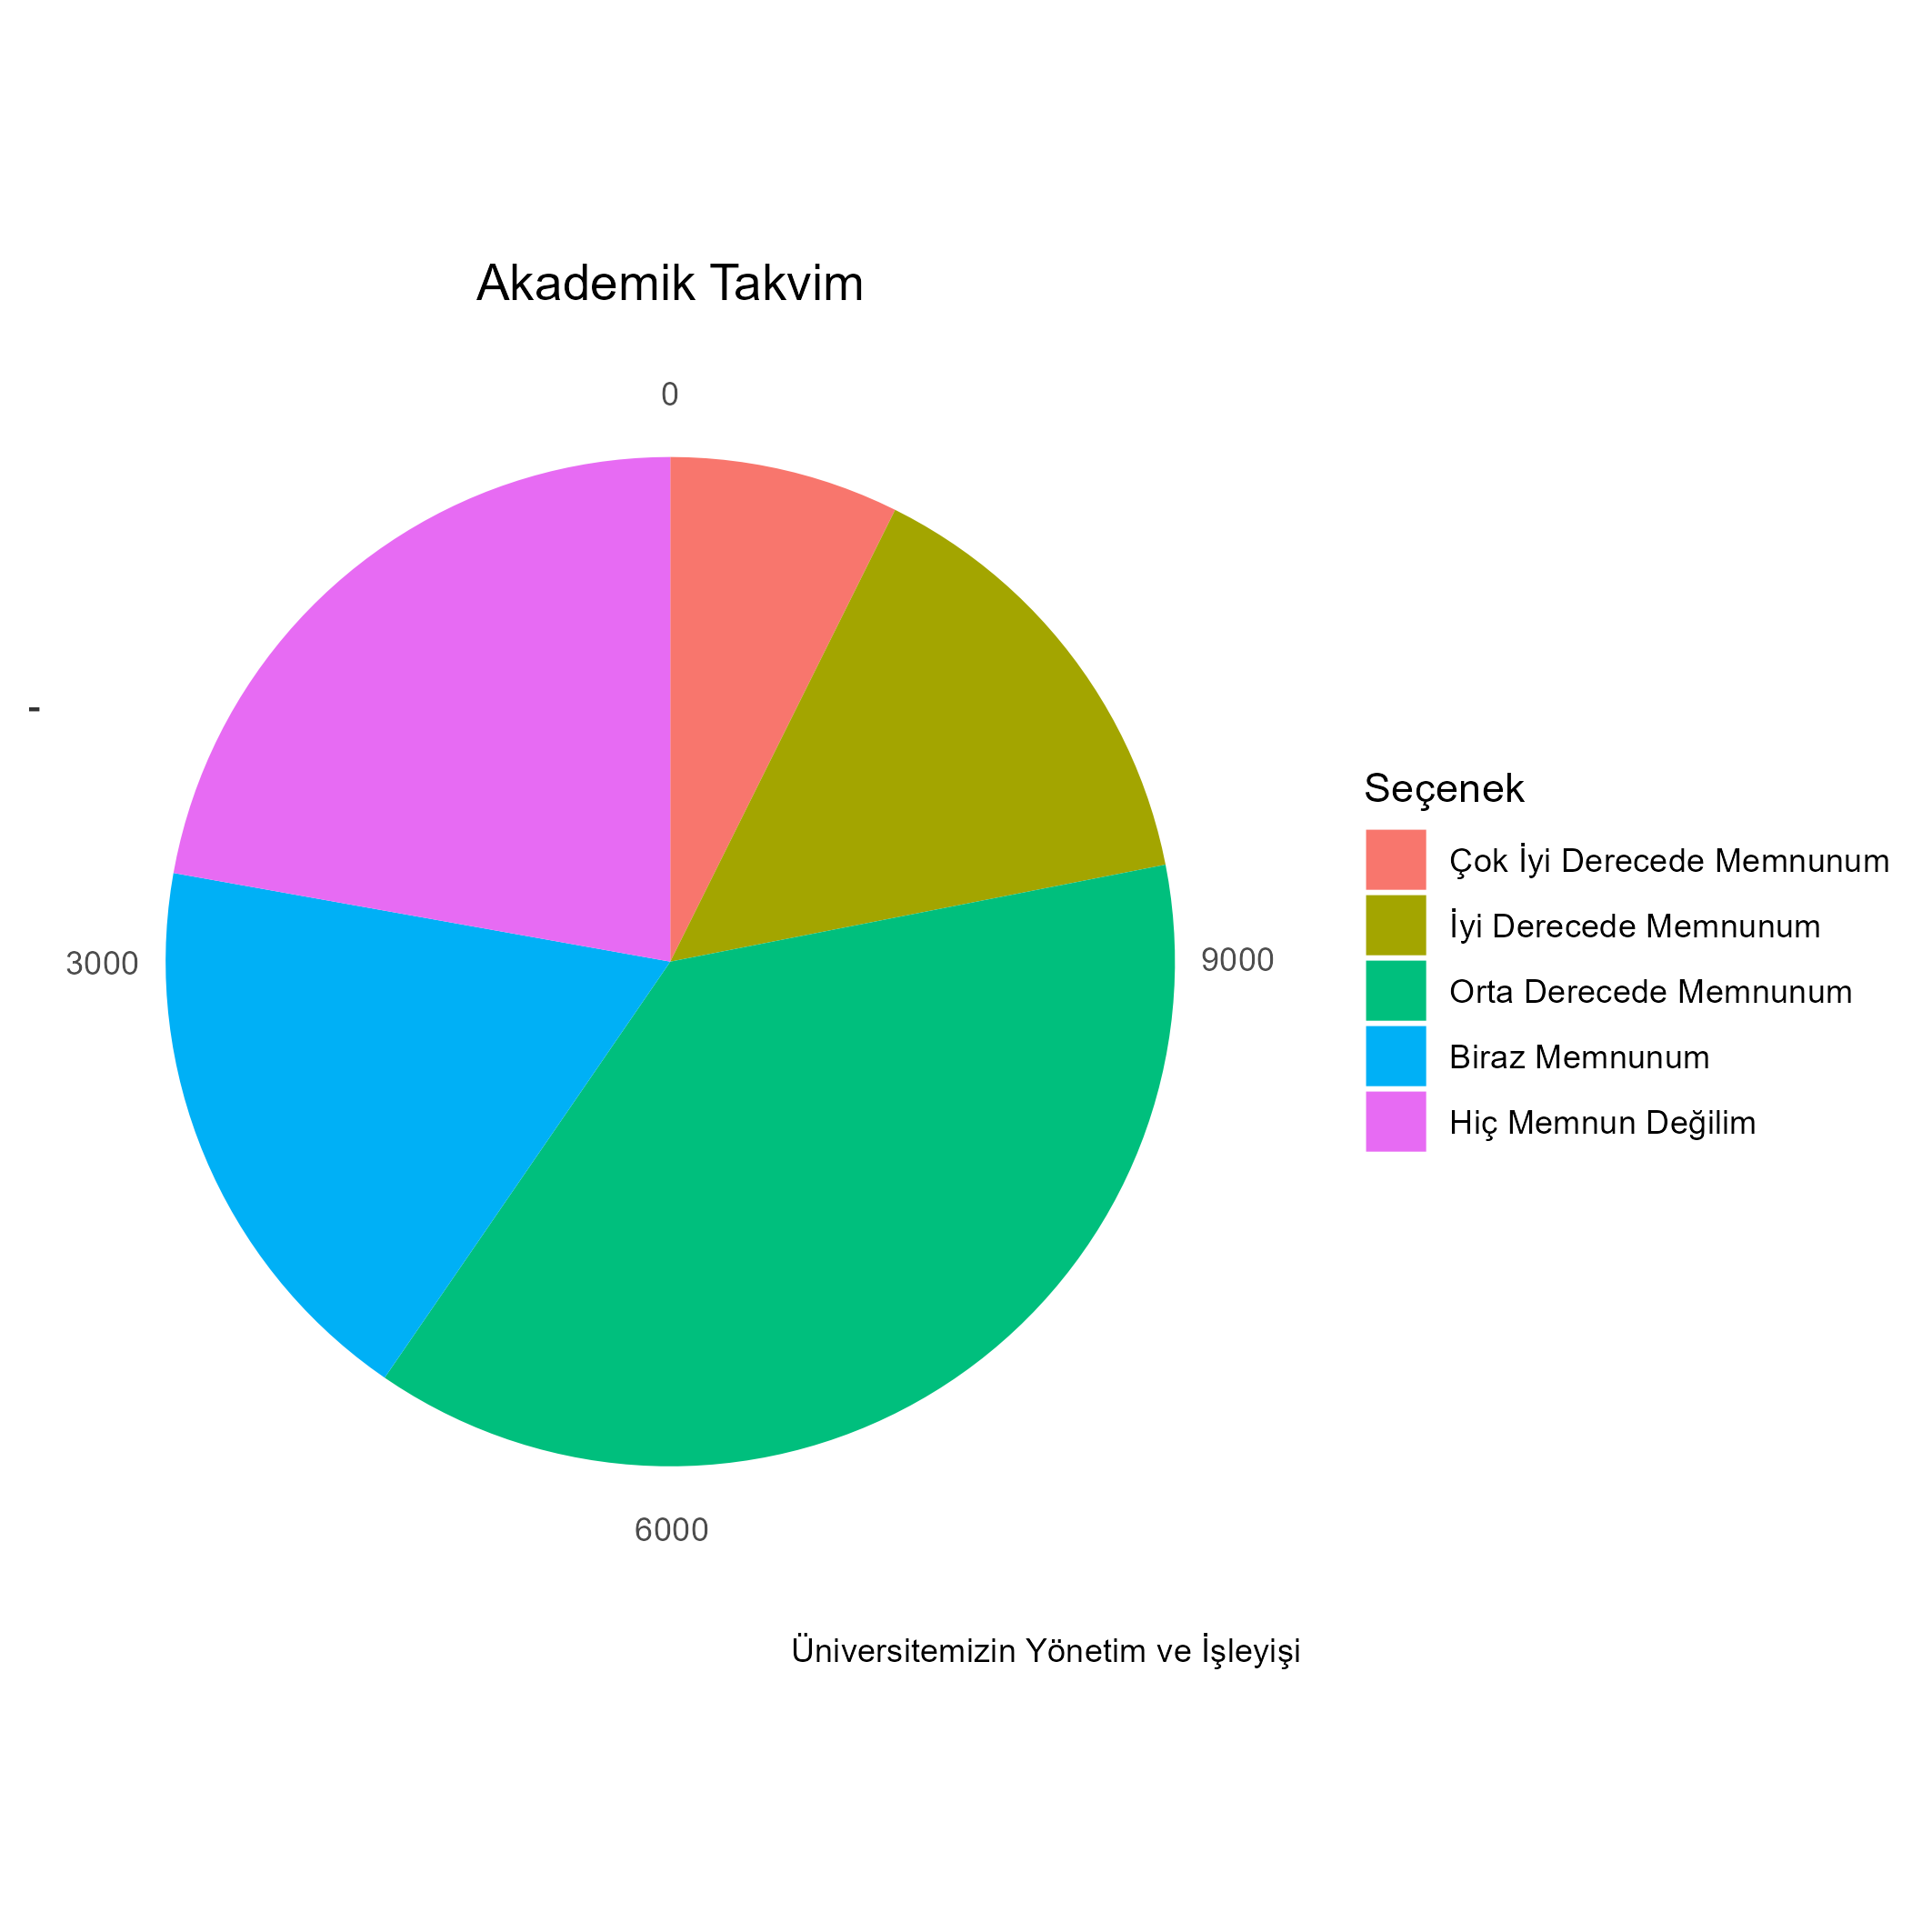 Akademik Takvim
0
-
3000
9000
6000
Seçenek
Çok İyi Derecede Memnunum
İyi Derecede Memnunum
Orta Derecede Memnunum
Biraz Memnunum
Hiç Memnun Değilim
Üniversitemizin Yönetim ve İşleyişi